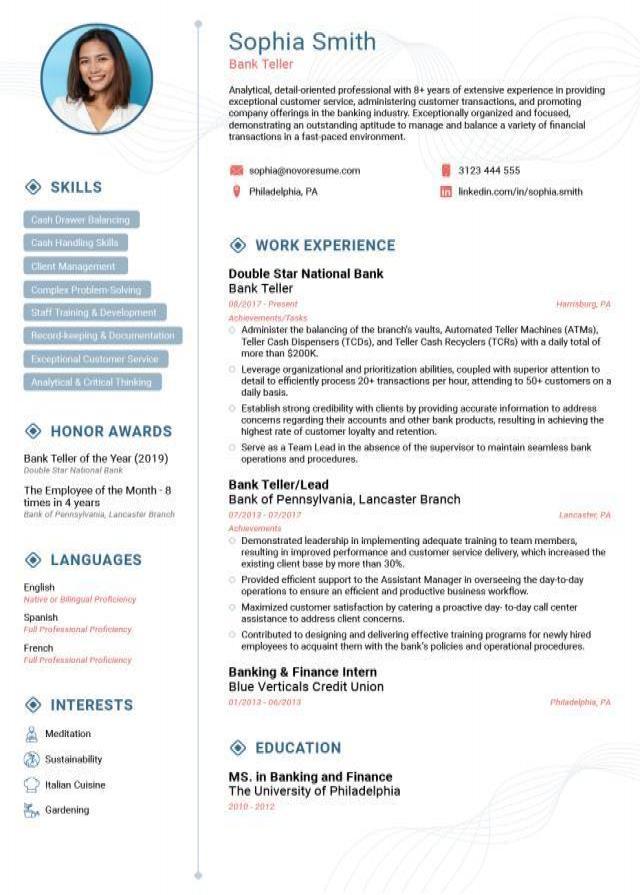 Sophia Smith
Bank Teller
Analytical, detail-oriented professional with 8+ years of extensive experience in providing
exceptional customer service, administering customer transactions, and promoting
company offerings in the banking industry. Exceptionally organized and focused,
demonstrating an outstanding aptitude to manage and balance a variety of financial
transactions in a fast-paced environment.
sophia@novoresume.com
3123 444 555
Philadelphia, PA
linkedin.com/in/sophia.smith
SKILLS
Cash Drawer Balancing
Cash Handling Skills
Client Management
Complex Problem-Solving
Staff Training & Development
Record-keeping & Documentation
Exceptional Customer Service
Analytical & Critical Thinking
HONOR AWARDS
Bank Teller of the Year (2019)
Double Star National Bank
The Employee of the Month - 8
times in 4 years
Bank of Pennsylvania, Lancaster Branch
LANGUAGES
English
Native or Bilingual Proficiency
Spanish
Full Professional Proficiency
French
Full Professional Proficiency
INTERESTS
Meditation
Sustainability
Italian Cuisine
Gardening
WORK EXPERIENCE
Double Star National Bank
Bank Teller
08/2017 - Present
Harrisburg, PA
Achievements/Tasks
Administer the balancing of the branch's vaults, Automated Teller Machines (ATMs),
Teller Cash Dispensers (TCDs), and Teller Cash Recyclers (TCRs) with a daily total of
more than $200K.
Leverage organizational and prioritization abilities, coupled with superior attention to
detail to efficiently process 20+ transactions per hour, attending to 50+ customers on a
daily basis.
Establish strong credibility with clients by providing accurate information to address
concerns regarding their accounts and other bank products, resulting in achieving the
highest rate of customer loyalty and retention.
Serve as a Team Lead in the absence of the supervisor to maintain seamless bank
operations and procedures.
Bank Teller/Lead
Bank of Pennsylvania, Lancaster Branch
07/2013 - 07/2017
Lancaster, PA
Achievements
Demonstrated leadership in implementing adequate training to team members,
resulting in improved performance and customer service delivery, which increased the
existing client base by more than 30%.
Provided efficient support to the Assistant Manager in overseeing the day-to-day
operations to ensure an efficient and productive business workflow.
Maximized customer satisfaction by catering a proactive day- to-day call center
assistance to address client concerns.
Contributed to designing and delivering effective training programs for newly hired
employees to acquaint them with the bank's policies and operational procedures.
Banking & Finance Intern
Blue Verticals Credit Union
01/2013 - 06/2013
Philadelphia, PA
EDUCATION
MS. in Banking and Finance
The University of Philadelphia
2010 - 2012